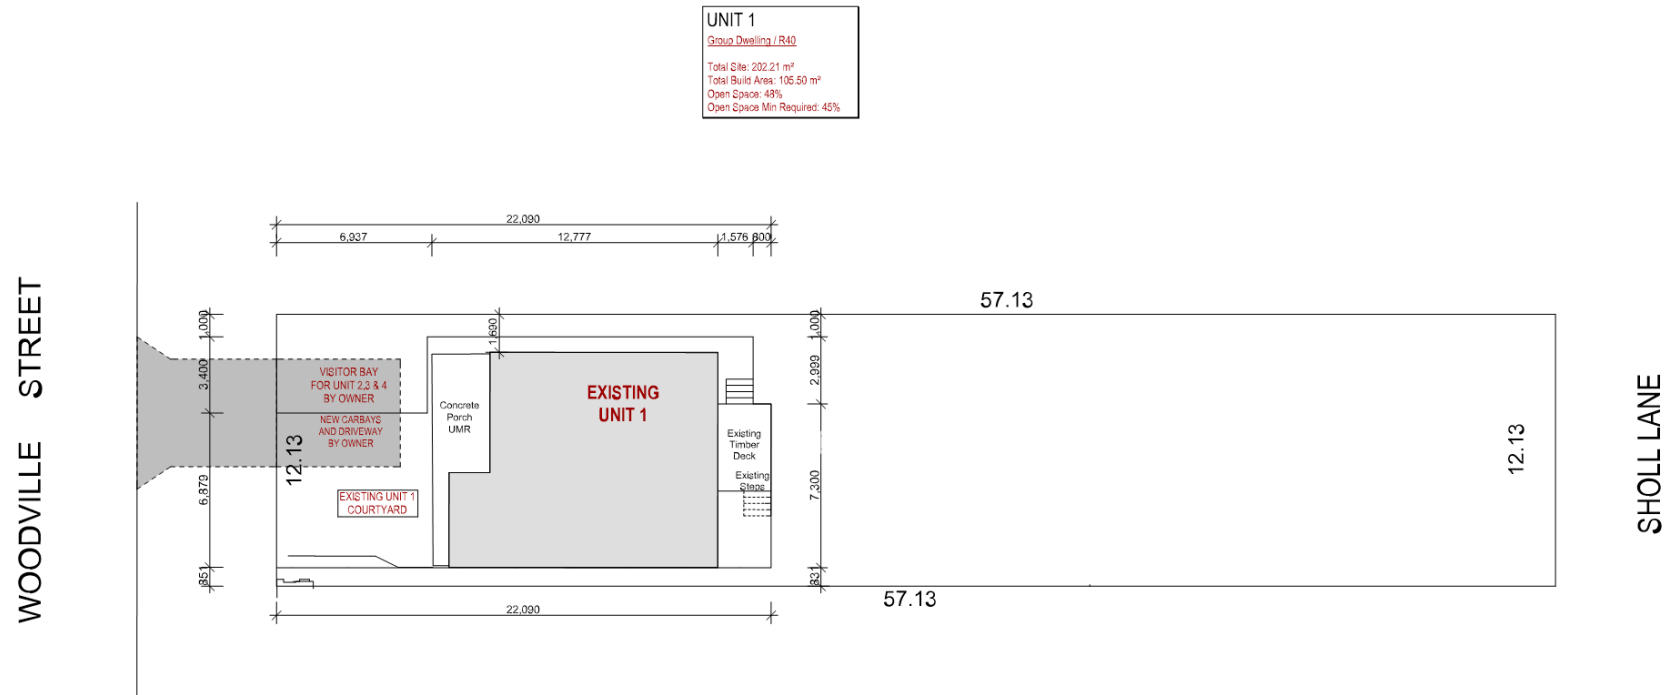 UNIT 1
Group Dwelling / R40
Total Site: 202.21 m²
Total Build Area: 105.50 m²
Open Space: 48%
Open Space Min Required: 45%
22,090
6,937
12,777
1,576
800
57.13
WOODVILLE STREET
1,000
3,400
6,879
851
VISITOR BAY
FOR UNIT 2,3 & 4
BY OWNER
NEW CARBAYS
AND DRIVEWAY
BY OWNER
12.13
EXISTING UNIT 1
COURTYARD
1,690
Concrete
Porch
UMR
EXISTING
UNIT 1
Existing
Timber
Deck
Existing
Steps
1,000
2,999
7,300
831
12.13
SHOLL LANE
57.13
22,090